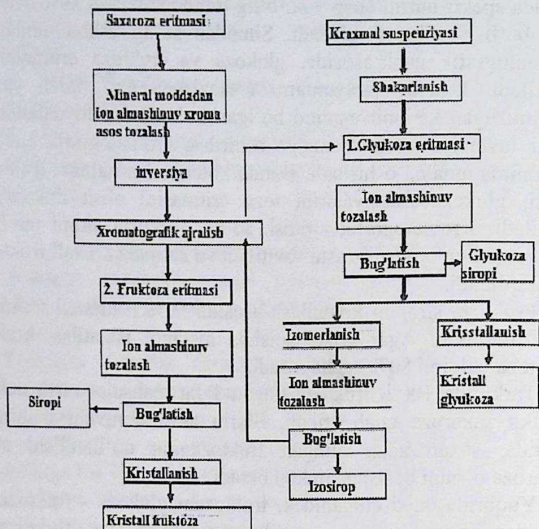 Saxaroza eritmasi
Mineral moddadan
ion almashinuv xroma
asos tozalash
inversiya
Xromatografik ajralish
2. Fruktoza eritmasi
Ion almashinuv
tozalash
Siropi
Bug'latish
Kristallanish
Kristall fruktoza
Kraxmal suspenziyasi
Shakarlanish
1.Glyukoza eritmasi
Ion almashinuv
tozalash
Bug'latish
Glyukoza
siropi
Izomerlanish
Krisstallanish
Ion almashinuv
tozalash
Kristall
glyukoza
Bug'latish
Izosirop